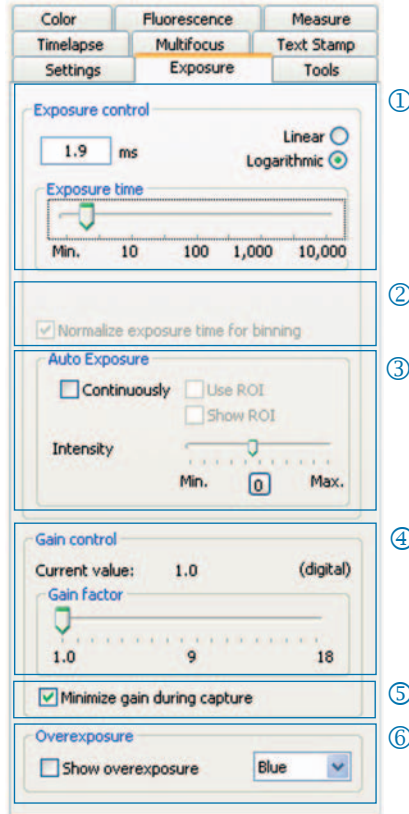 Color Fluorescence Measure
Timelapse Multifocus Text Stamp
Settings Exposure Tools
①
Exposure control
Linear
1.9 ms
Logarithmic
Exposure time
Min. 10 100 1,000 10,000
②
Normalize exposure time for binning
③
Auto Exposure
Continuously Use ROI
Show ROI
Intensity
Min. 0 Max.
④
Gain control
Current value: 1.0 (digital)
Gain factor
1.0 9 18
⑤
Minimize gain during capture
⑥
Overexposure
Show overexposure Blue